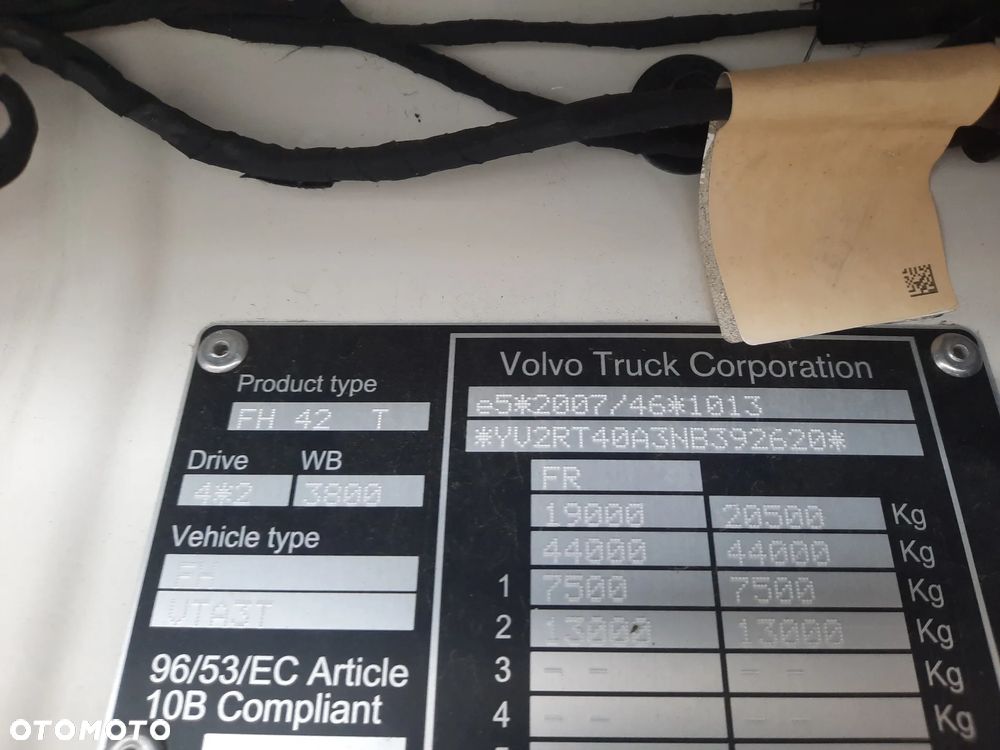 Product type
FH 42 T
Drive WB
4*2 3800
Vehicle type
FH
VTA3T
96/53/EC Article
10B Compliant
Volvo Truck Corporation
e5*2007/46*1013
*YV2RT40A3NB392620*
FR
19000 20500 Kg
44000 44000 Kg
1 7500 7500 Kg
2 13000 13000 Kg
3 -- -- Kg
4 -- -- Kg
OTOMOTO